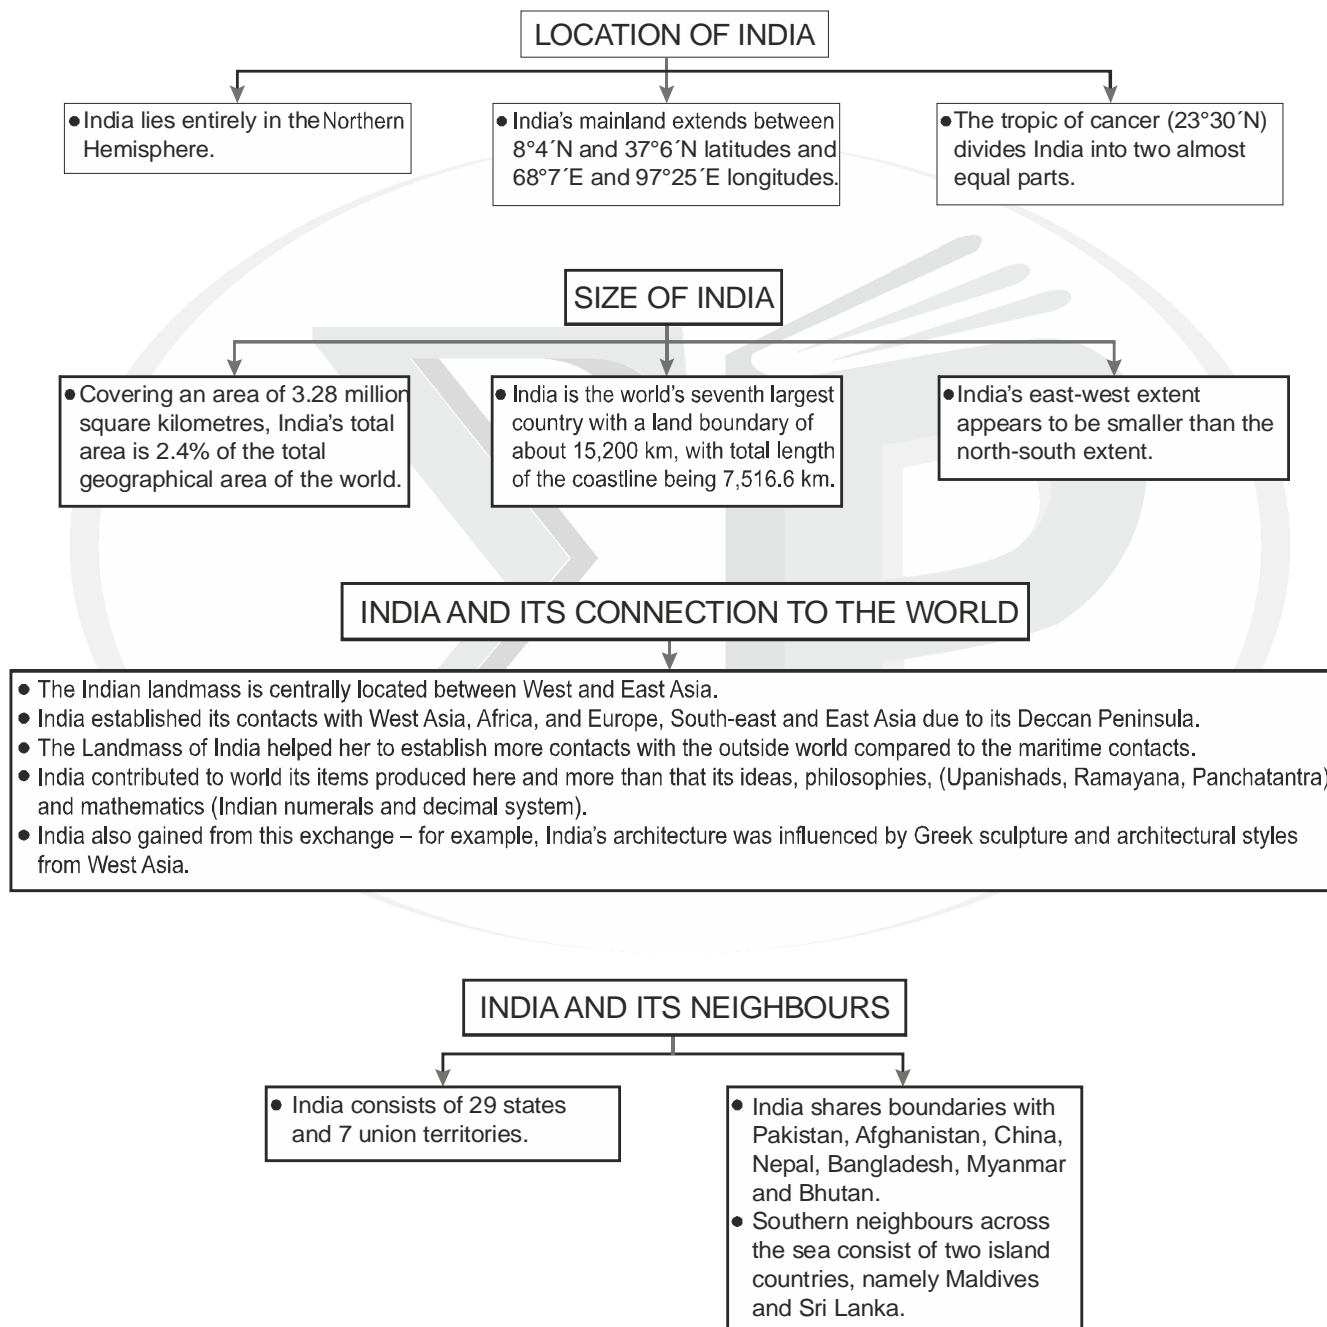 LOCATION OF INDIA
● India lies entirely in the Northern
Hemisphere.
● India's mainland extends between
8°4´N and 37°6´N latitudes and
68°7´E and 97°25´E longitudes.
● The tropic of cancer (23°30´N)
divides India into two almost
equal parts.
SIZE OF INDIA
● Covering an area of 3.28 million
square kilometres, India's total
area is 2.4% of the total
geographical area of the world.
● India is the world's seventh largest
country with a land boundary of
about 15,200 km, with total length
of the coastline being 7,516.6 km.
● India's east-west extent
appears to be smaller than the
north-south extent.
INDIA AND ITS CONNECTION TO THE WORLD
● The Indian landmass is centrally located between West and East Asia.
● India established its contacts with West Asia, Africa, and Europe, South-east and East Asia due to its Deccan Peninsula.
● The Landmass of India helped her to establish more contacts with the outside world compared to the maritime contacts.
● India contributed to world its items produced here and more than that its ideas, philosophies, (Upanishads, Ramayana, Panchatantra)
and mathematics (Indian numerals and decimal system).
● India also gained from this exchange – for example, India's architecture was influenced by Greek sculpture and architectural styles
from West Asia.
INDIA AND ITS NEIGHBOURS
● India consists of 29 states
and 7 union territories.
● India shares boundaries with
Pakistan, Afghanistan, China,
Nepal, Bangladesh, Myanmar
and Bhutan.
● Southern neighbours across
the sea consist of two island
countries, namely Maldives
and Sri Lanka.